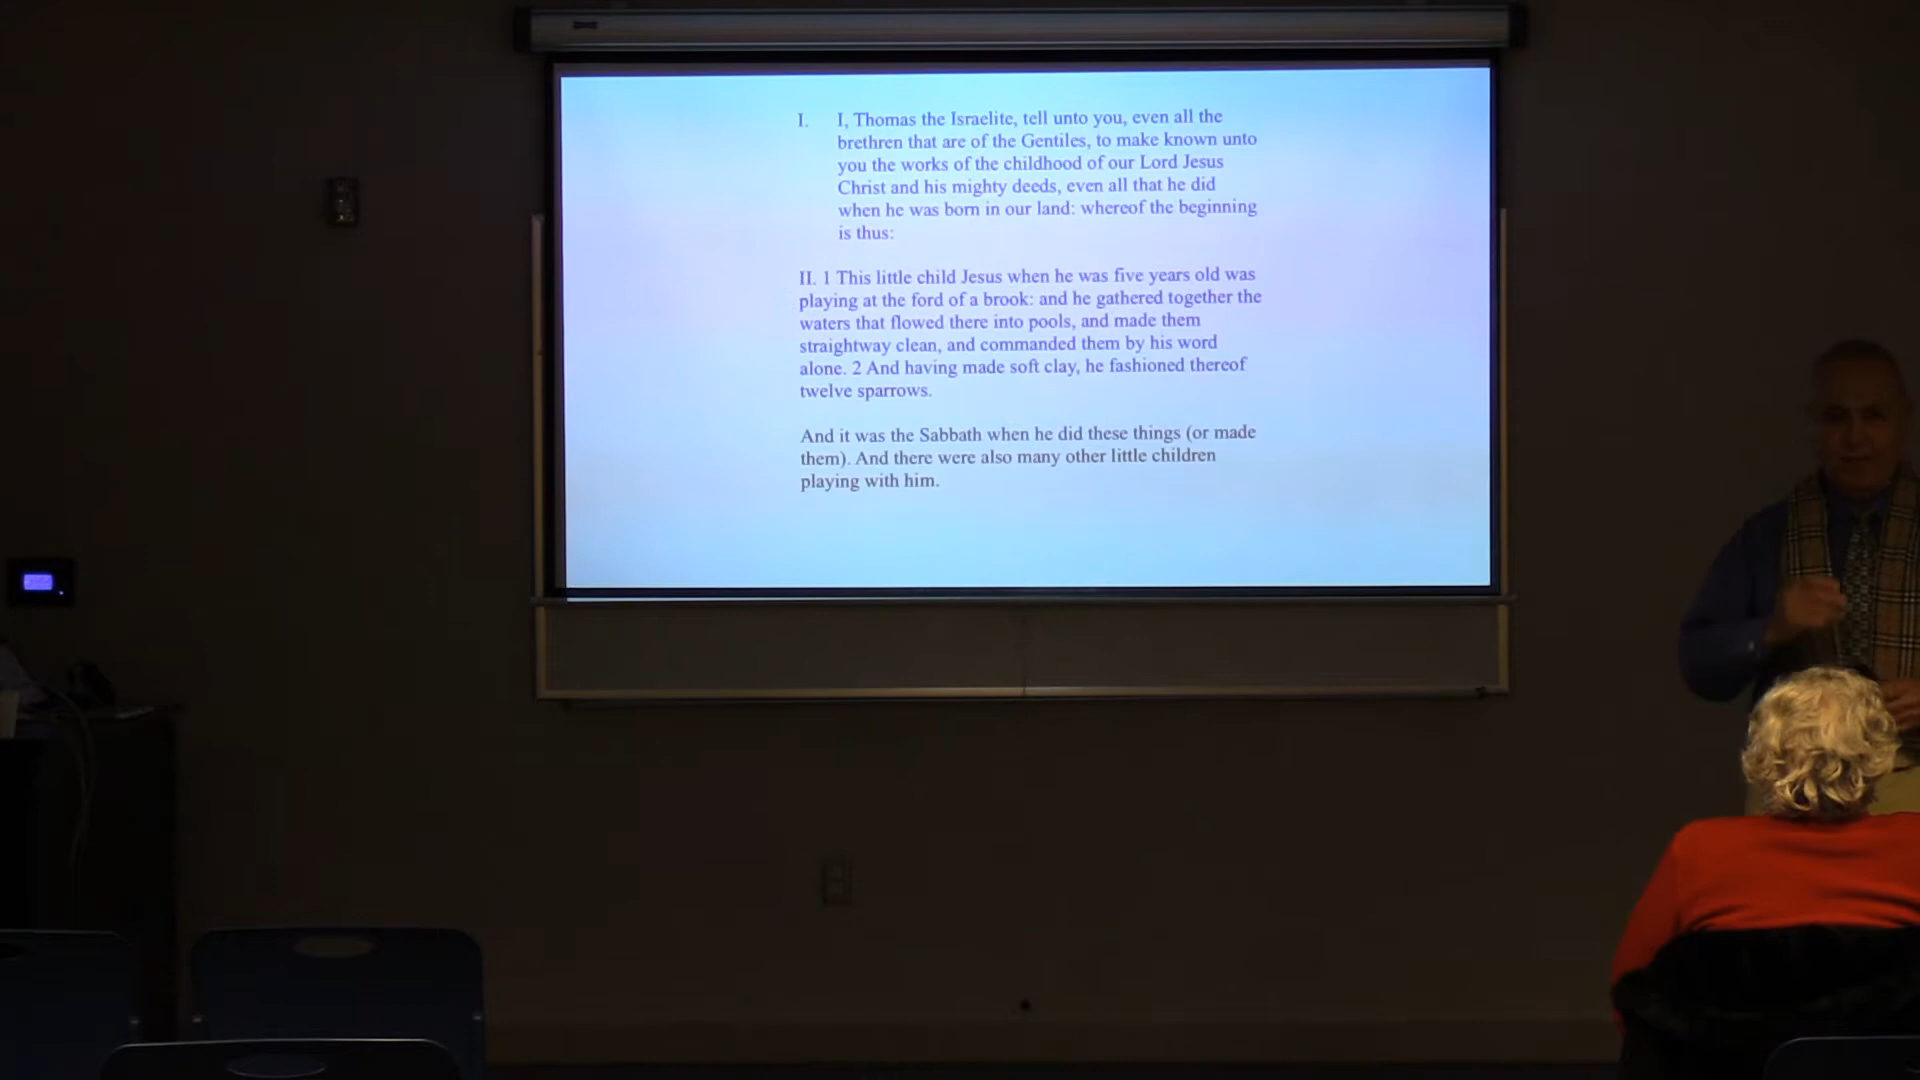 I. I, Thomas the Israelite, tell unto you, even all the
brethren that are of the Gentiles, to make known unto
you the works of the childhood of our Lord Jesus
Christ and his mighty deeds, even all that he did
when he was born in our land: whereof the beginning
is thus:
II. 1 This little child Jesus when he was five years old was
playing at the ford of a brook: and he gathered together the
waters that flowed there into pools, and made them
straightway clean, and commanded them by his word
alone. 2 And having made soft clay, he fashioned thereof
twelve sparrows.
And it was the Sabbath when he did these things (or made
them). And there were also many other little children
playing with him.